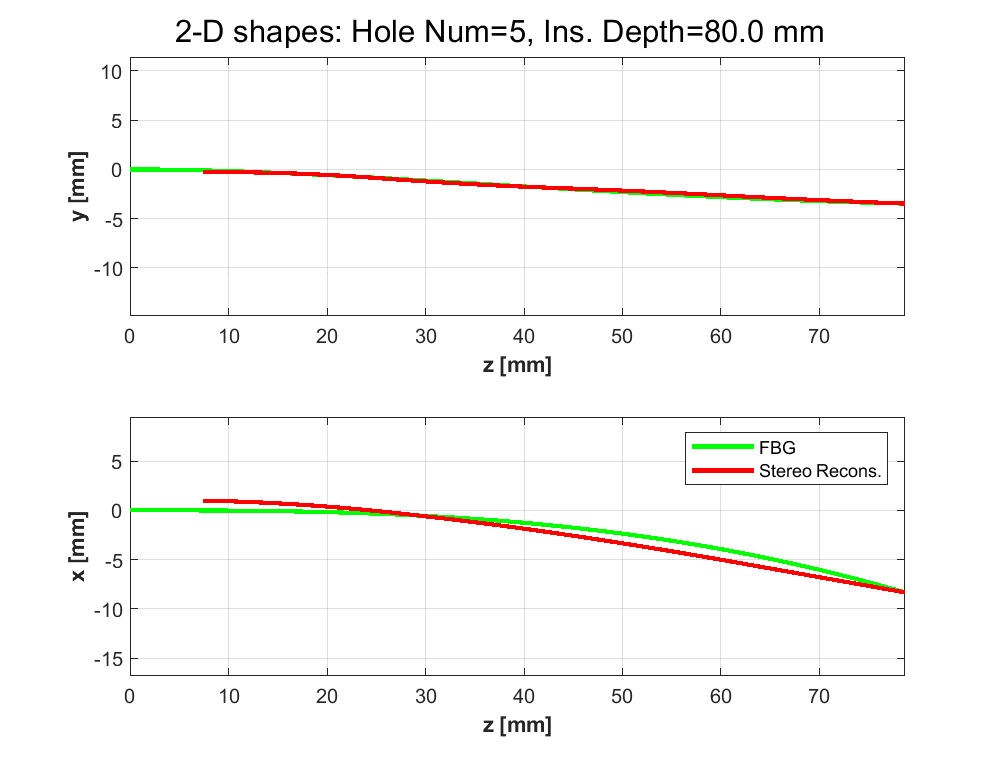 2-D shapes: Hole Num=5, Ins. Depth=80.0 mm
10
5
0
-5
-10
y [mm]
0 10 20 30 40 50 60 70
z [mm]
5
0
-5
-10
-15
x [mm]
FBG
Stereo Recons.
0 10 20 30 40 50 60 70
z [mm]